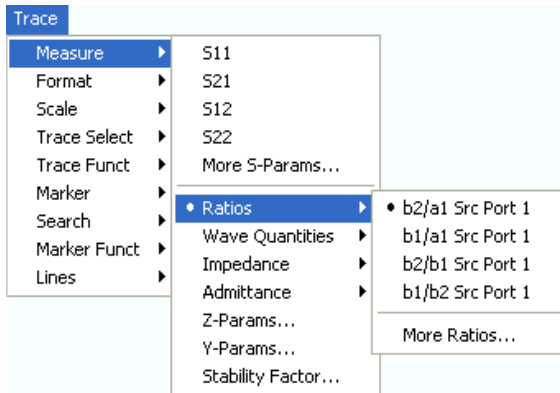 Trace
Measure
Format
Scale
Trace Select
Trace Funct
Marker
Search
Marker Funct
Lines
S11
S21
S12
S22
More S-Params...
Ratios
Wave Quantities
Impedance
Admittance
Z-Params...
Y-Params...
Stability Factor...
b2/a1 Src Port 1
b1/a1 Src Port 1
b2/b1 Src Port 1
b1/b2 Src Port 1
More Ratios...